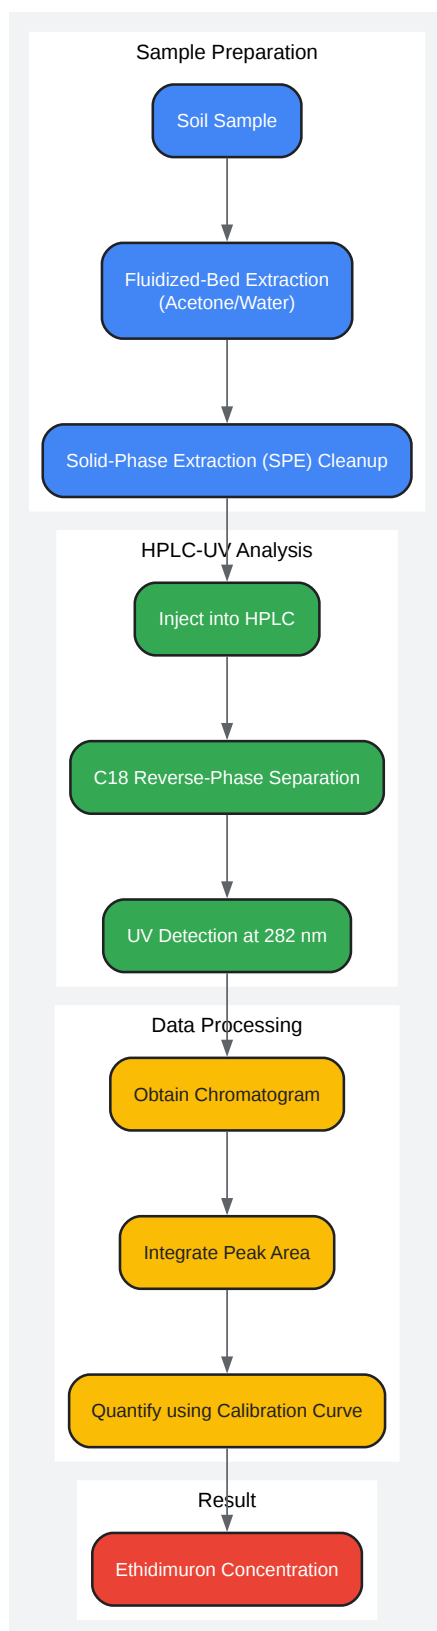 Sample Preparation
Soil Sample
Fluidized-Bed Extraction
(Acetone/Water)
Solid-Phase Extraction (SPE) Cleanup
HPLC-UV Analysis
Inject into HPLC
C18 Reverse-Phase Separation
UV Detection at 282 nm
Data Processing
Obtain Chromatogram
Integrate Peak Area
Quantify using Calibration Curve
Result
Ethidimuron Concentration